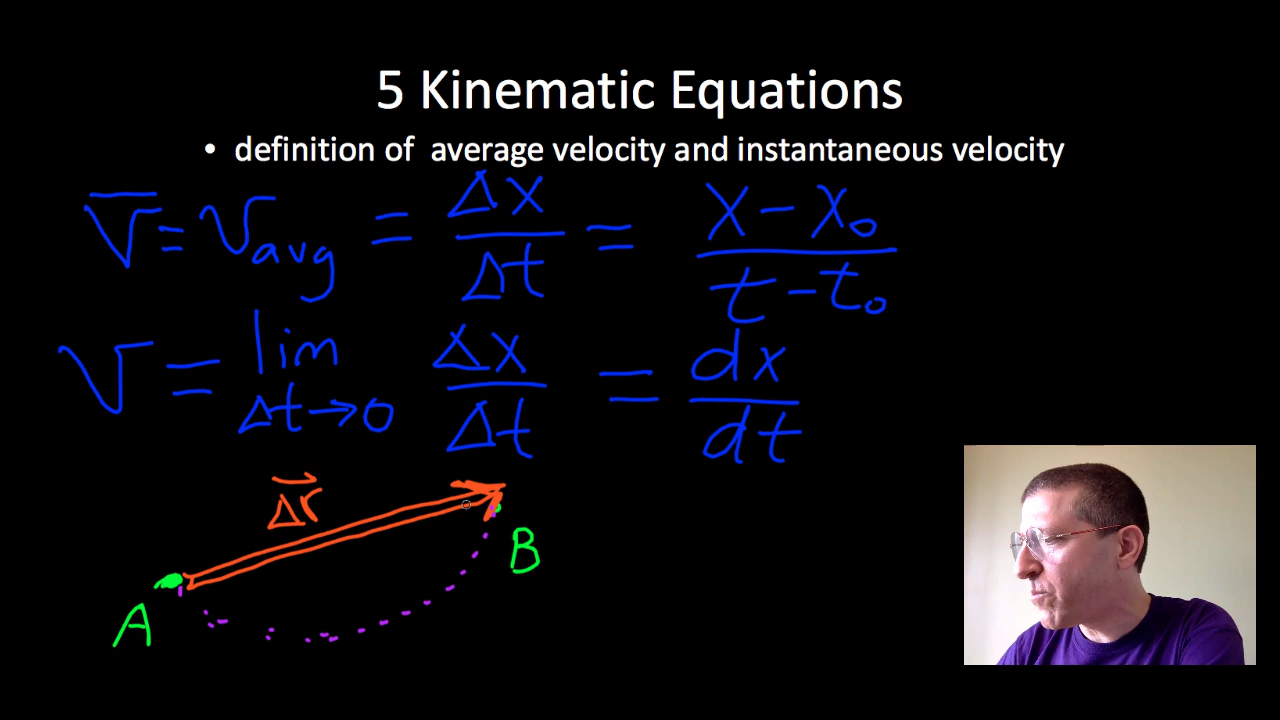 5 Kinematic Equations
• definition of average velocity and instantaneous velocity
V̅ = v_avg = Δx/Δt = (x - x₀)/(t - t₀)
v = lim Δt→0 Δx/Δt = dx/dt
Δr⃗
B
A